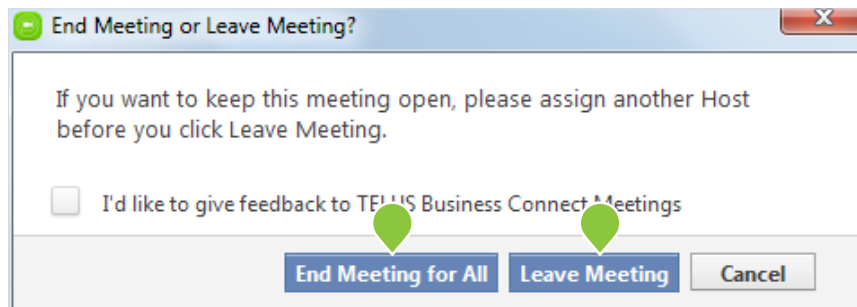 End Meeting or Leave Meeting?
If you want to keep this meeting open, please assign another Host
before you click Leave Meeting.
I'd like to give feedback to TELUS Business Connect Meetings
End Meeting for All Leave Meeting Cancel